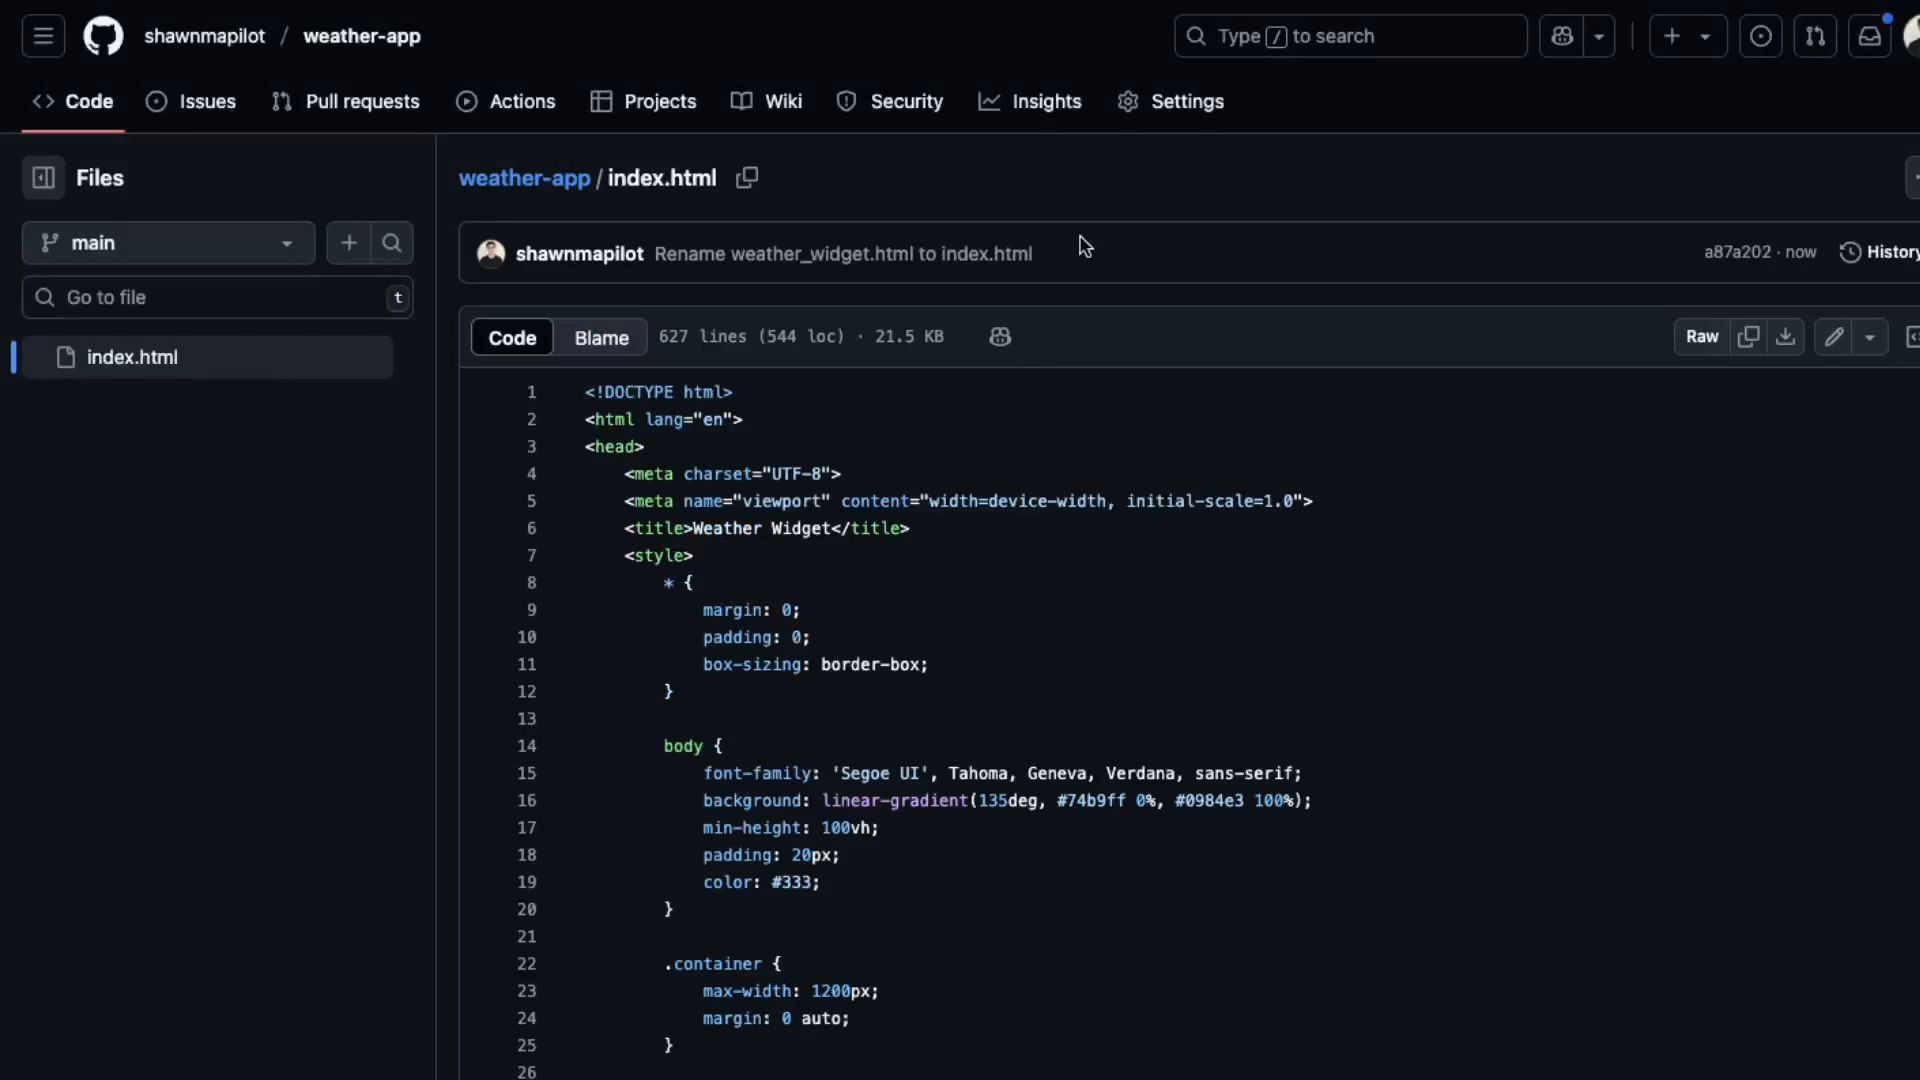 shawnmapilot / weather-app
Type / to search
Code Issues Pull requests Actions Projects Wiki Security Insights Settings
Files
main
Go to file t
index.html
weather-app / index.html
shawnmapilot Rename weather_widget.html to index.html a87a202 · now History
Code Blame 627 lines (544 loc) · 21.5 KB Raw
1 <!DOCTYPE html>
2 <html lang="en">
3 <head>
4 <meta charset="UTF-8">
5 <meta name="viewport" content="width=device-width, initial-scale=1.0">
6 <title>Weather Widget</title>
7 <style>
8 * {
9 margin: 0;
10 padding: 0;
11 box-sizing: border-box;
12 }
13
14 body {
15 font-family: 'Segoe UI', Tahoma, Geneva, Verdana, sans-serif;
16 background: linear-gradient(135deg, #74b9ff 0%, #0984e3 100%);
17 min-height: 100vh;
18 padding: 20px;
19 color: #333;
20 }
21
22 .container {
23 max-width: 1200px;
24 margin: 0 auto;
25 }
26